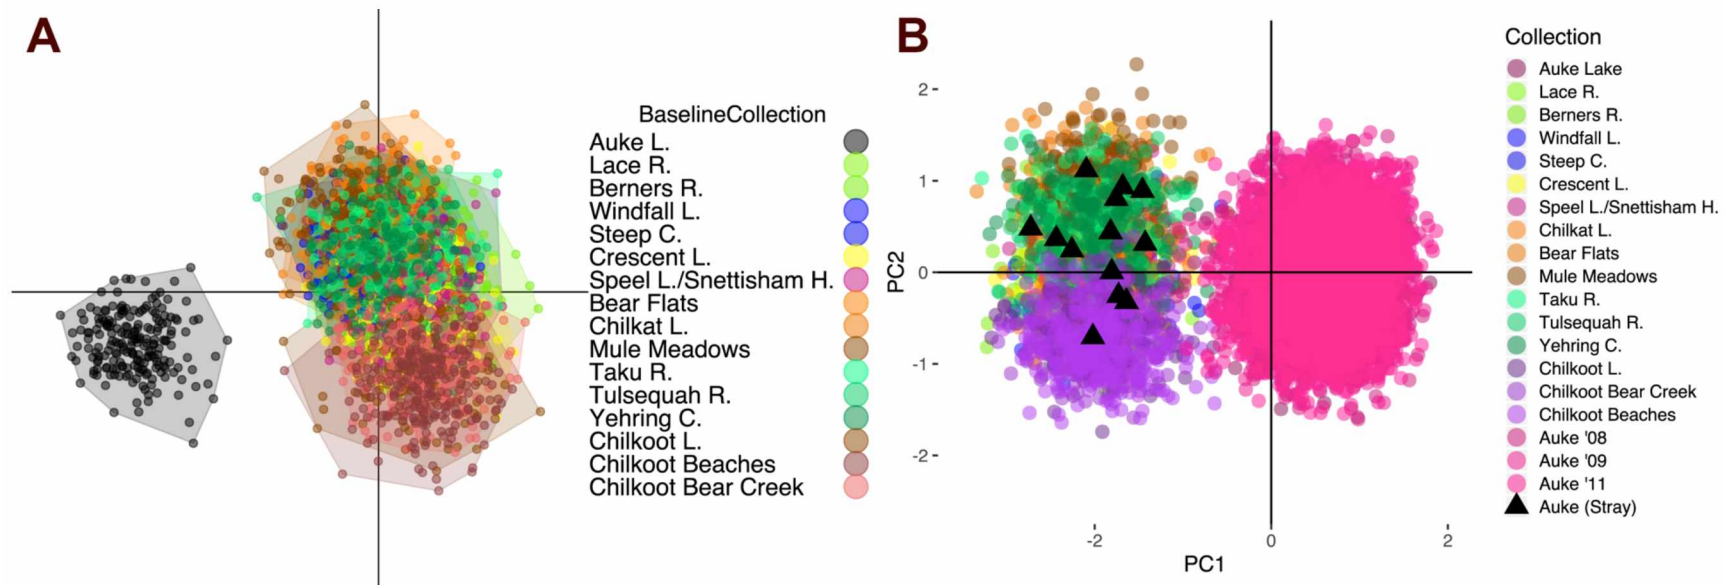 A
BaselineCollection
Auke L.
Lace R.
Berners R.
Windfall L.
Steep C.
Crescent L.
Speel L./Snettisham H.
Bear Flats
Chilkat L.
Mule Meadows
Taku R.
Tulsequah R.
Yehring C.
Chilkoot L.
Chilkoot Beaches
Chilkoot Bear Creek
B
PC2
2
1
0
-1
-2
-2
0
2
PC1
Collection
Auke Lake
Lace R.
Berners R.
Windfall L.
Steep C.
Crescent L.
Speel L./Snettisham H.
Chilkat L.
Bear Flats
Mule Meadows
Taku R.
Tulsequah R.
Yehring C.
Chilkoot L.
Chilkoot Bear Creek
Chilkoot Beaches
Auke '08
Auke '09
Auke '11
Auke (Stray)